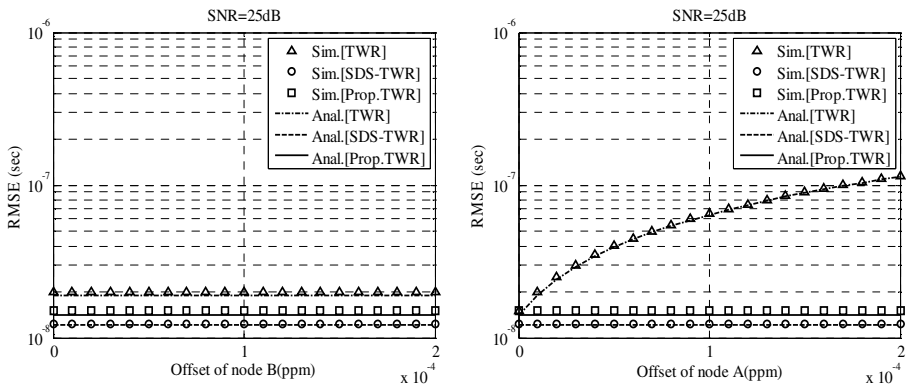 SNR=25dB
10^-6
Sim.[TWR]
Sim.[SDS-TWR]
Sim.[Prop.TWR]
Anal.[TWR]
Anal.[SDS-TWR]
Anal.[Prop.TWR]
RMSE (sec)
10^-7
10^-8
0
1
2
Offset of node B(ppm)
x 10^-4
SNR=25dB
10^-6
Sim.[TWR]
Sim.[SDS-TWR]
Sim.[Prop.TWR]
Anal.[TWR]
Anal.[SDS-TWR]
Anal.[Prop.TWR]
RMSE (sec)
10^-7
10^-8
0
1
2
Offset of node A(ppm)
x 10^-4